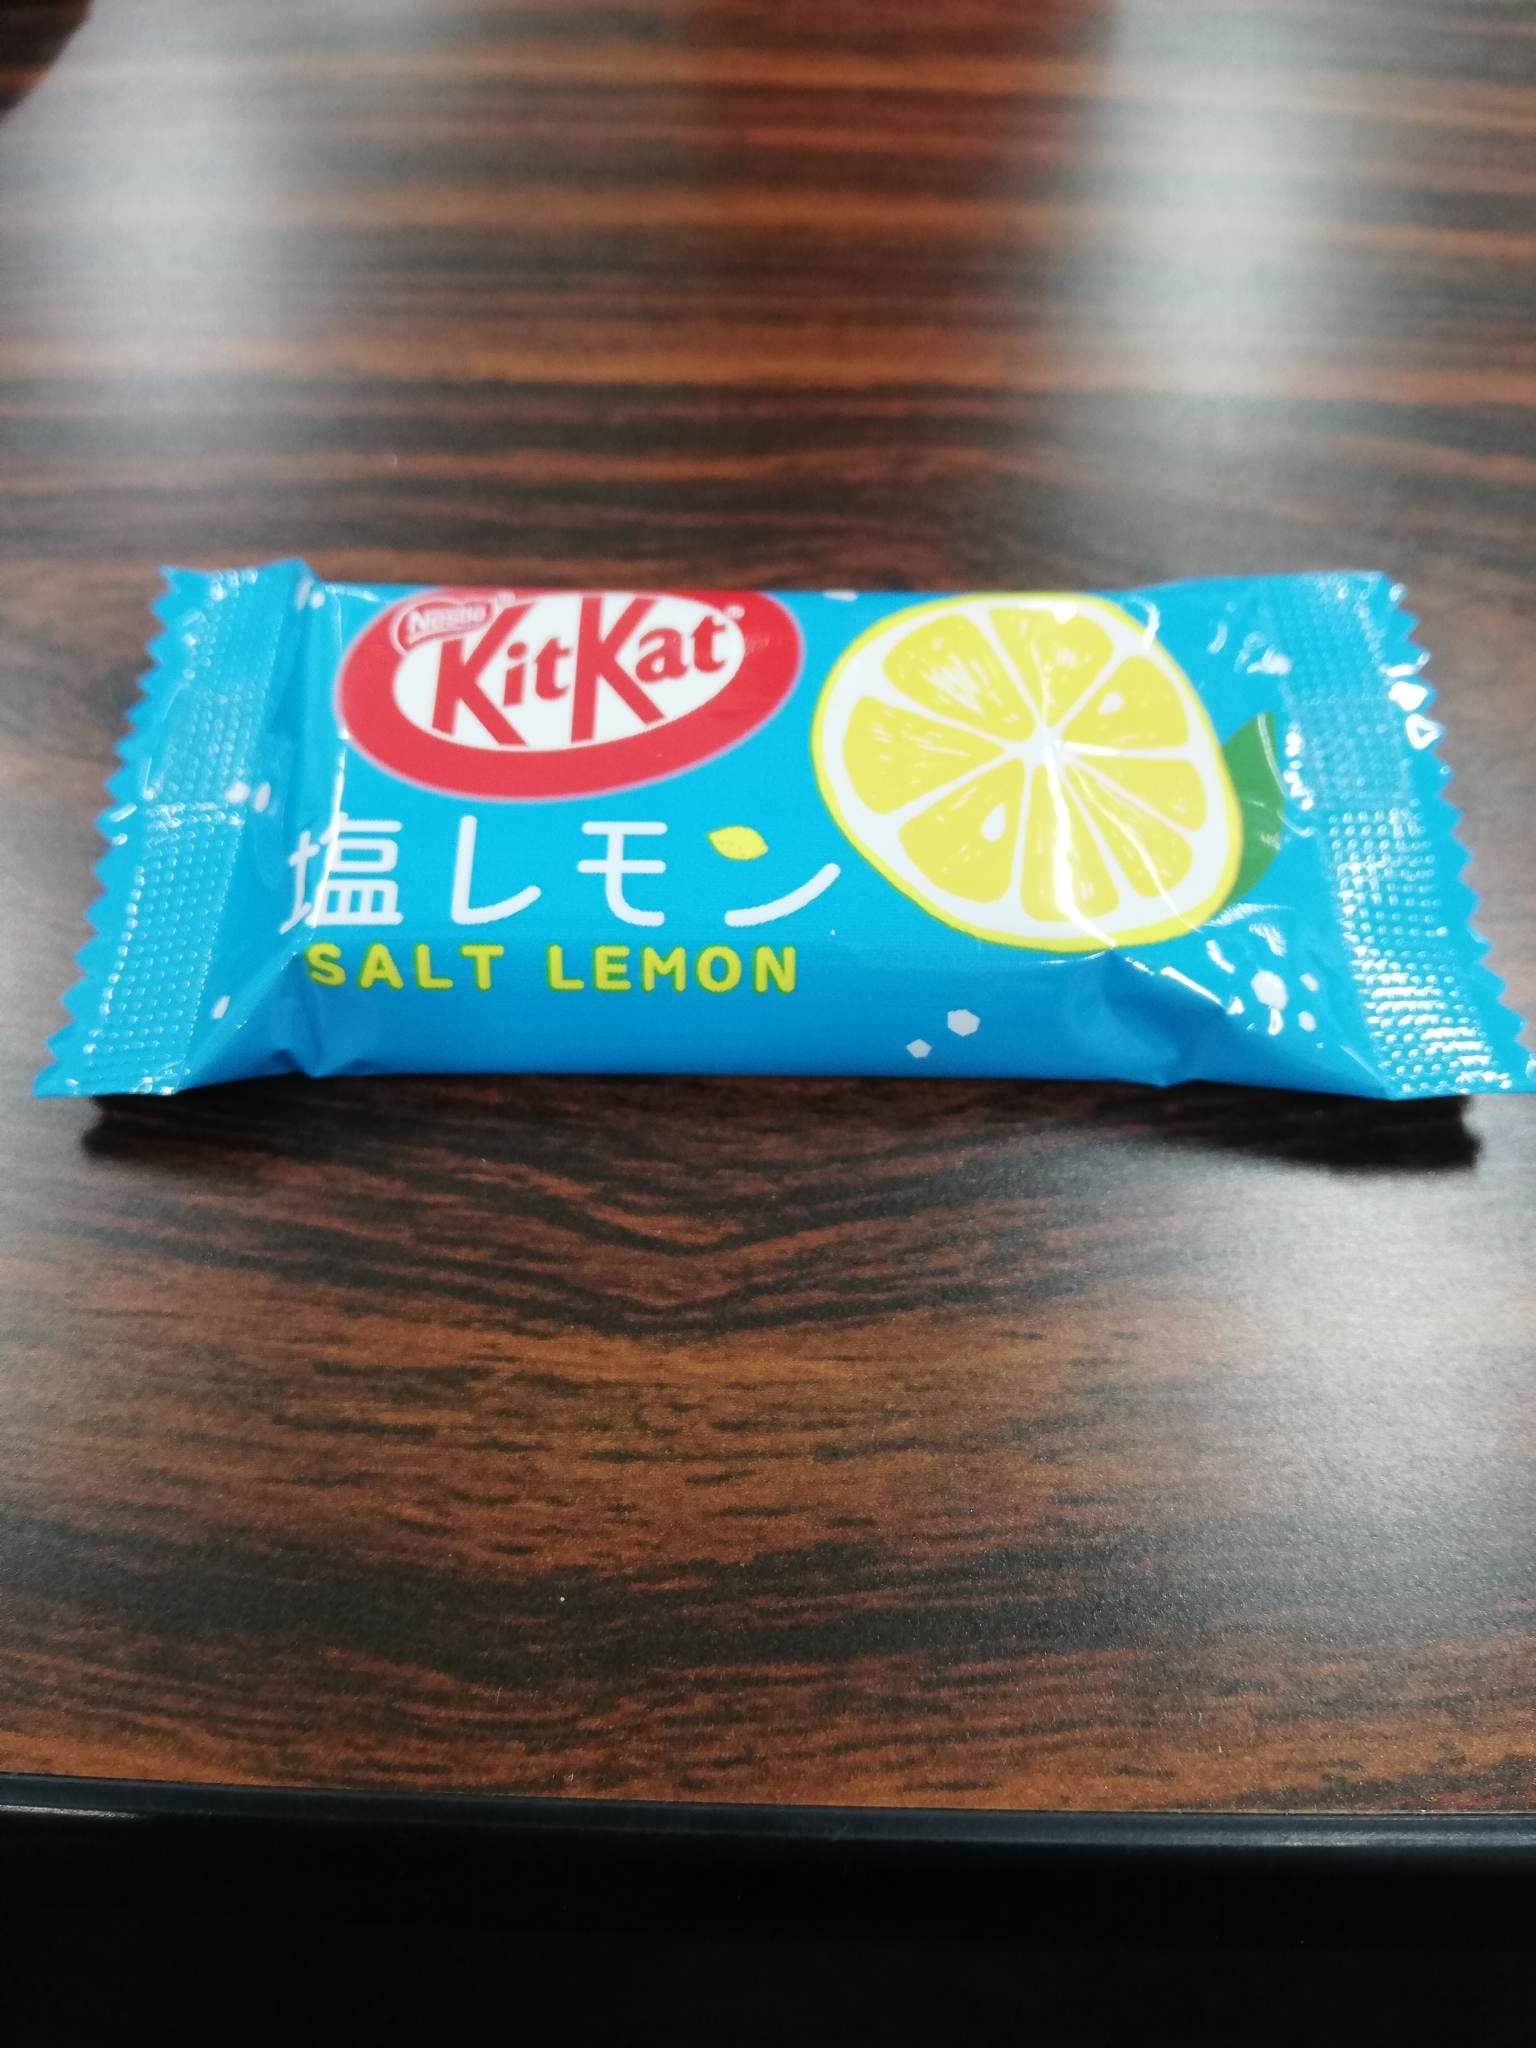 Nestlé
KitKat
塩レモン
SALT LEMON